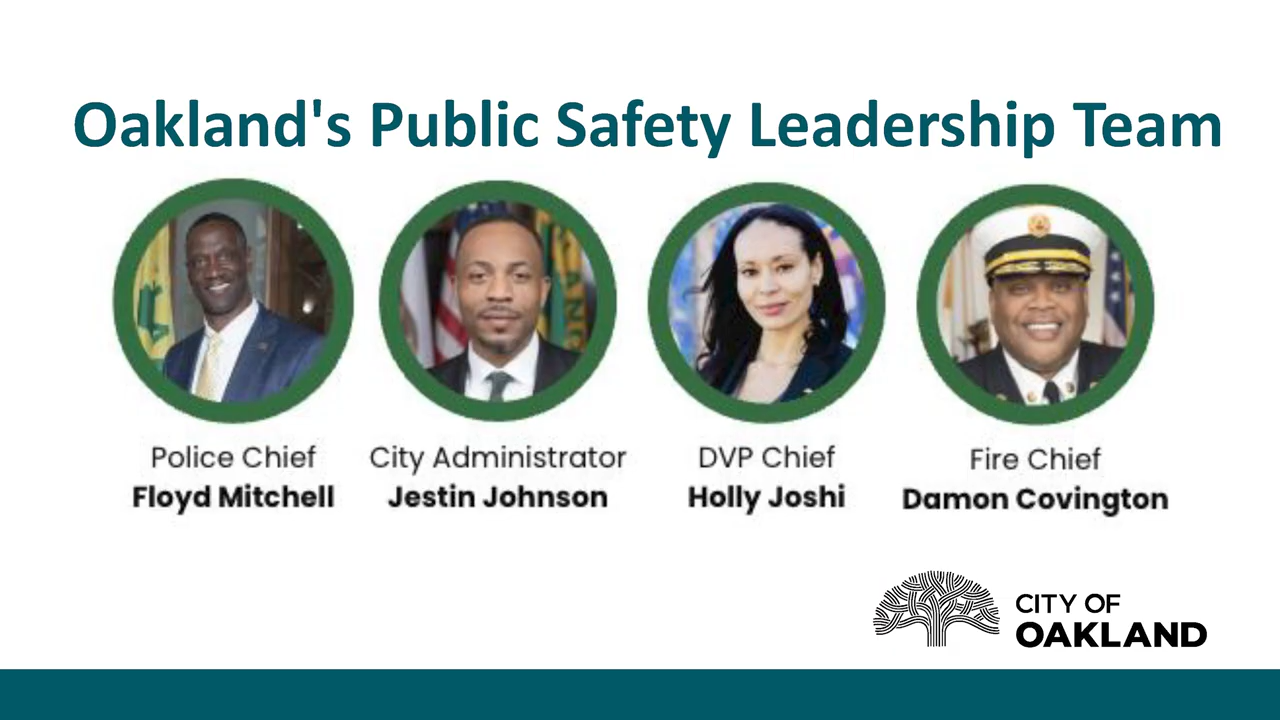 Oakland's Public Safety Leadership Team
Police Chief
Floyd Mitchell
City Administrator
Jestin Johnson
DVP Chief
Holly Joshi
Fire Chief
Damon Covington
CITY OF
OAKLAND